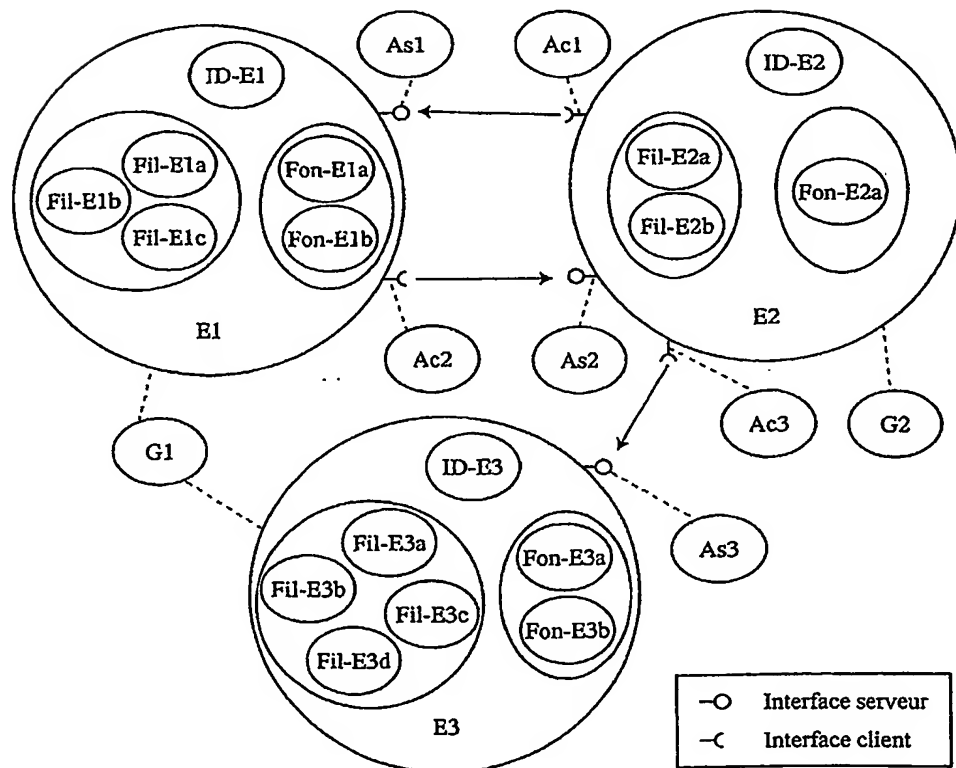 As1
Ac1
ID-E1
ID-E2
Fil-E1a
Fil-E1b
Fil-E1c
Fon-E1a
Fon-E1b
Fil-E2a
Fil-E2b
Fon-E2a
E1
E2
Ac2
As2
Ac3
G2
G1
ID-E3
As3
Fil-E3a
Fil-E3b
Fil-E3c
Fil-E3d
Fon-E3a
Fon-E3b
E3
Interface serveur
Interface client